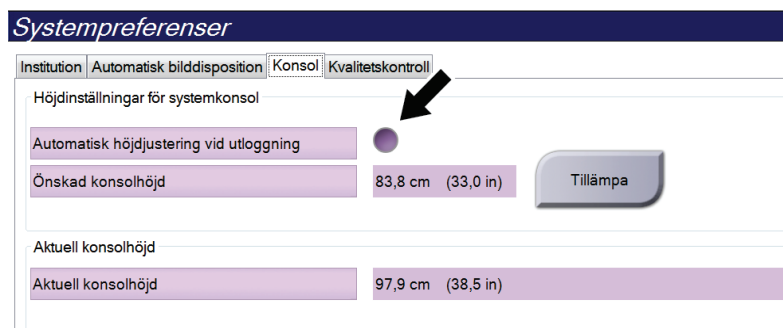 Systempreferenser
Institution Automatisk bilddisposition Konsol Kvalitetskontroll
Höjdinställningar för systemkonsol
Automatisk höjdjustering vid utloggning
Önskad konsolhöjd 83,8 cm (33,0 in) Tillämpa
Aktuell konsolhöjd
Aktuell konsolhöjd 97,9 cm (38,5 in)